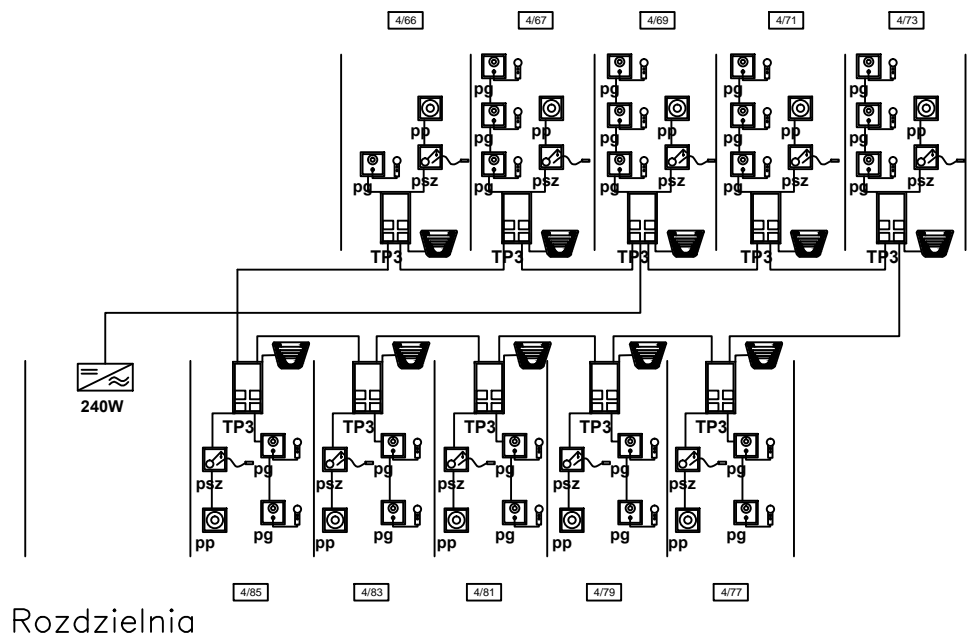 4/66 4/67 4/69 4/71 4/73
pg pg pg pg
pp pg pp pg pp pg pp pg pp
pg psz pg psz pg psz pg psz pg psz
TP3 TP3 TP3 TP3 TP3
240W
TP3 TP3 TP3 TP3 TP3
psz pg psz pg psz pg psz pg psz pg
pp pg pp pg pp pg pp pg pp pg
4/85 4/83 4/81 4/79 4/77
Rozdzielnia